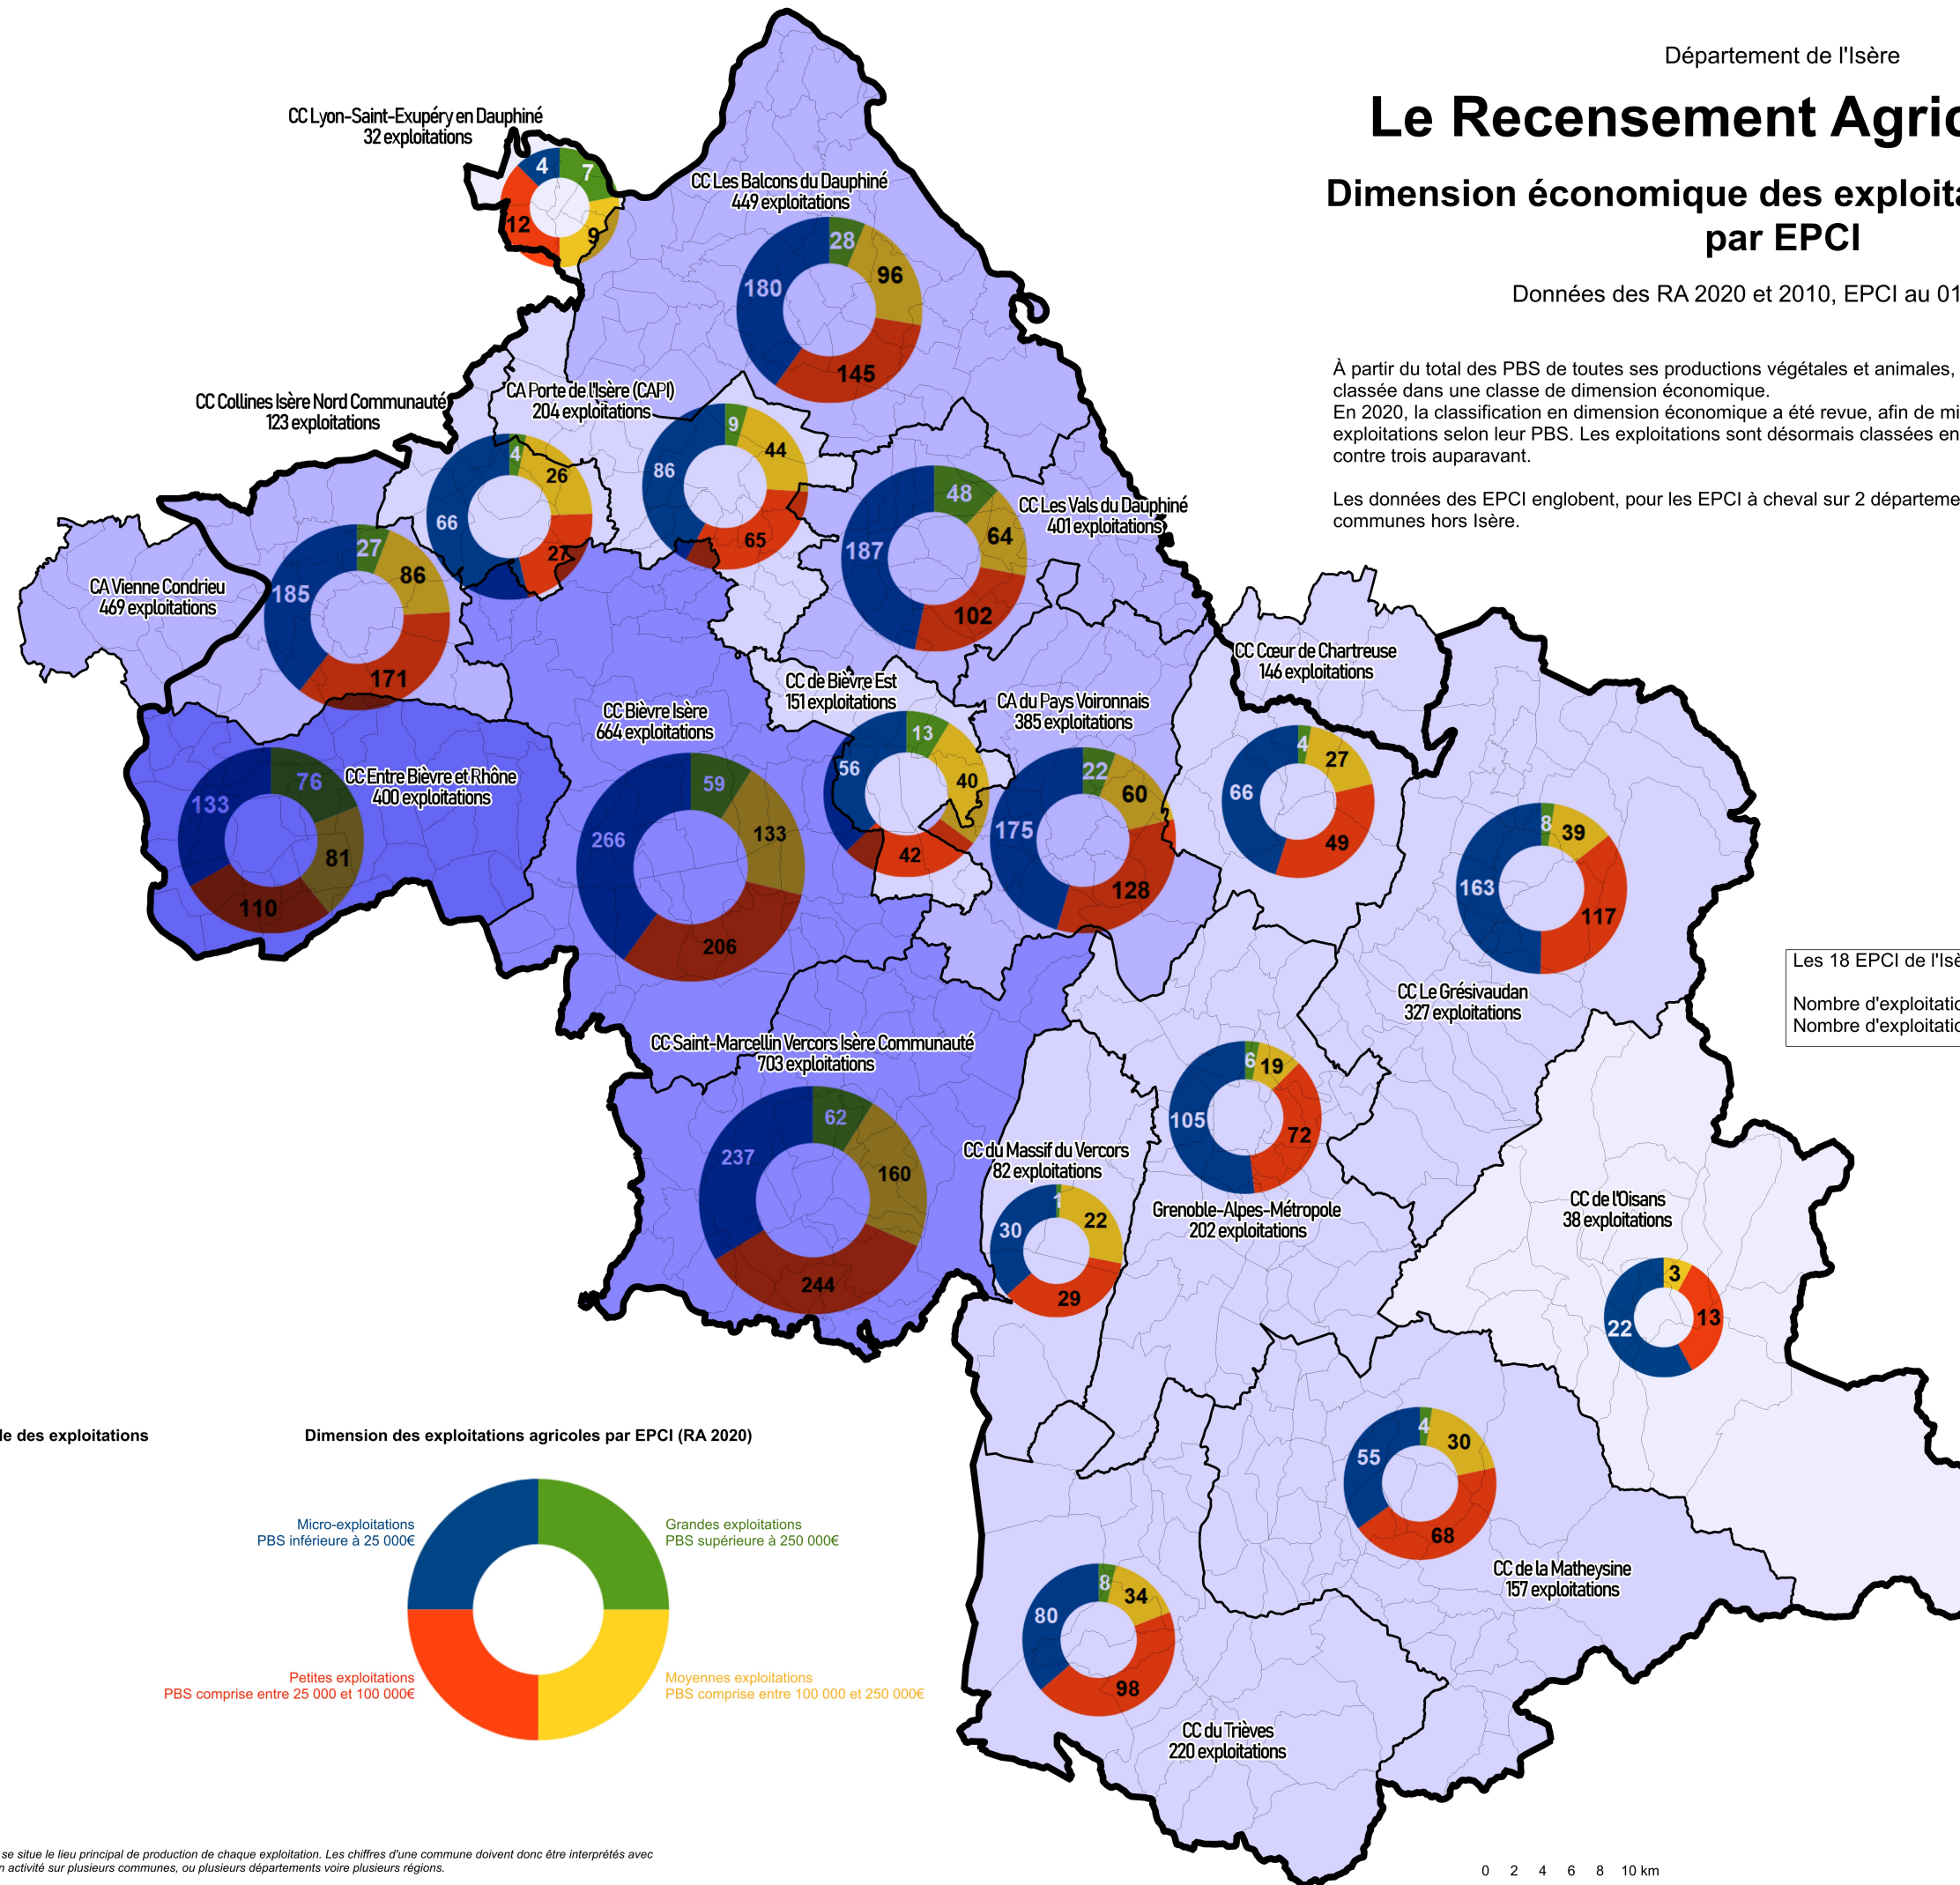 Département de l'Isère
Le Recensement Agric
Dimension économique des exploita
par EPCI
Données des RA 2020 et 2010, EPCI au 01
À partir du total des PBS de toutes ses productions végétales et animales,
classée dans une classe de dimension économique.
En 2020, la classification en dimension économique a été revue, afin de mi
exploitations selon leur PBS. Les exploitations sont désormais classées en
contre trois auparavant.
Les données des EPCI englobent, pour les EPCI à cheval sur 2 départeme
communes hors Isère.
CC Lyon-Saint-Exupéry en Dauphiné
32 exploitations
4
7
12
9
CC Les Balcons du Dauphiné
449 exploitations
28
96
180
145
CA Porte de l'Isère (CAPI)
204 exploitations
9
44
86
65
CC Collines Isère Nord Communauté
123 exploitations
4
26
66
27
CC Les Vals du Dauphiné
401 exploitations
48
64
187
102
CA Vienne Condrieu
469 exploitations
27
86
185
171
CC Cœur de Chartreuse
146 exploitations
4
27
66
49
CC de Bièvre Est
151 exploitations
13
40
56
42
CA du Pays Voironnais
385 exploitations
22
60
175
128
CC Bièvre Isère
664 exploitations
59
133
266
206
CC Entre Bièvre et Rhône
400 exploitations
76
81
133
110
8
39
163
117
CC Le Grésivaudan
327 exploitations
Les 18 EPCI de l'Isè
Nombre d'exploitatio
Nombre d'exploitatio
CC Saint-Marcellin Vercors Isère Communauté
703 exploitations
62
160
237
244
6
19
105
72
Grenoble-Alpes-Métropole
202 exploitations
CC du Massif du Vercors
82 exploitations
1
22
30
29
CC de l'Oisans
38 exploitations
3
13
22
4
30
55
68
CC de la Matheysine
157 exploitations
8
34
80
98
CC du Trièves
220 exploitations
le des exploitations
Dimension des exploitations agricoles par EPCI (RA 2020)
Micro-exploitations
PBS inférieure à 25 000€
Grandes exploitations
PBS supérieure à 250 000€
Petites exploitations
PBS comprise entre 25 000 et 100 000€
Moyennes exploitations
PBS comprise entre 100 000 et 250 000€
se situe le lieu principal de production de chaque exploitation. Les chiffres d'une commune doivent donc être interprétés avec
n activité sur plusieurs communes, ou plusieurs départements voire plusieurs régions.
0 2 4 6 8 10 km